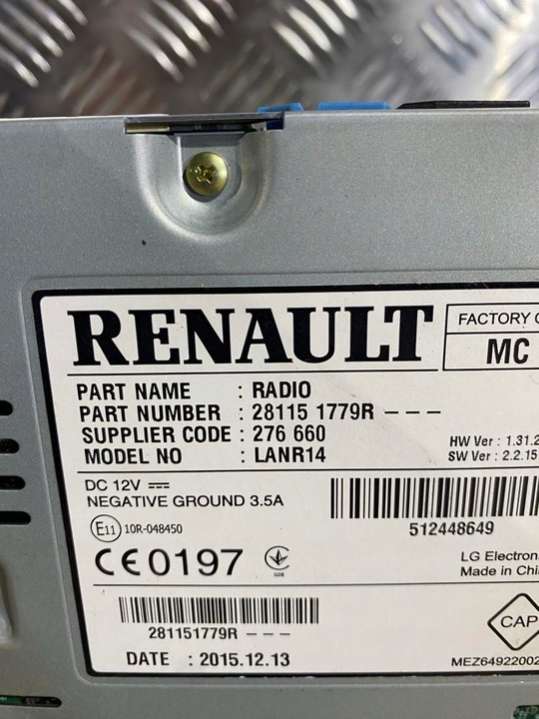 RENAULT
FACTORY
MC
PART NAME : RADIO
PART NUMBER : 28115 1779R - - -
SUPPLIER CODE : 276 660
MODEL NO : LANR14
HW Ver : 1.31.2
SW Ver : 2.2.15
DC 12V
NEGATIVE GROUND 3.5A
E11 10R-048450
512448649
CE0197
LG Electron
Made in Chi
281151779R - - -
DATE : 2015.12.13
CAP
MEZ64922002